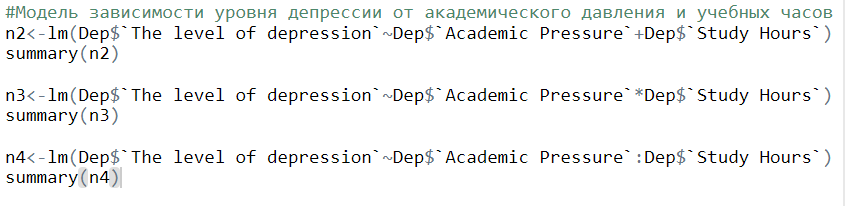 #Модель зависимости уровня депрессии от академического давления и учебных часов
n2<-lm(Dep$`The level of depression`~Dep$`Academic Pressure`+Dep$`Study Hours`)
summary(n2)
n3<-lm(Dep$`The level of depression`~Dep$`Academic Pressure`*Dep$`Study Hours`)
summary(n3)
n4<-lm(Dep$`The level of depression`~Dep$`Academic Pressure`:Dep$`Study Hours`)
summary(n4)